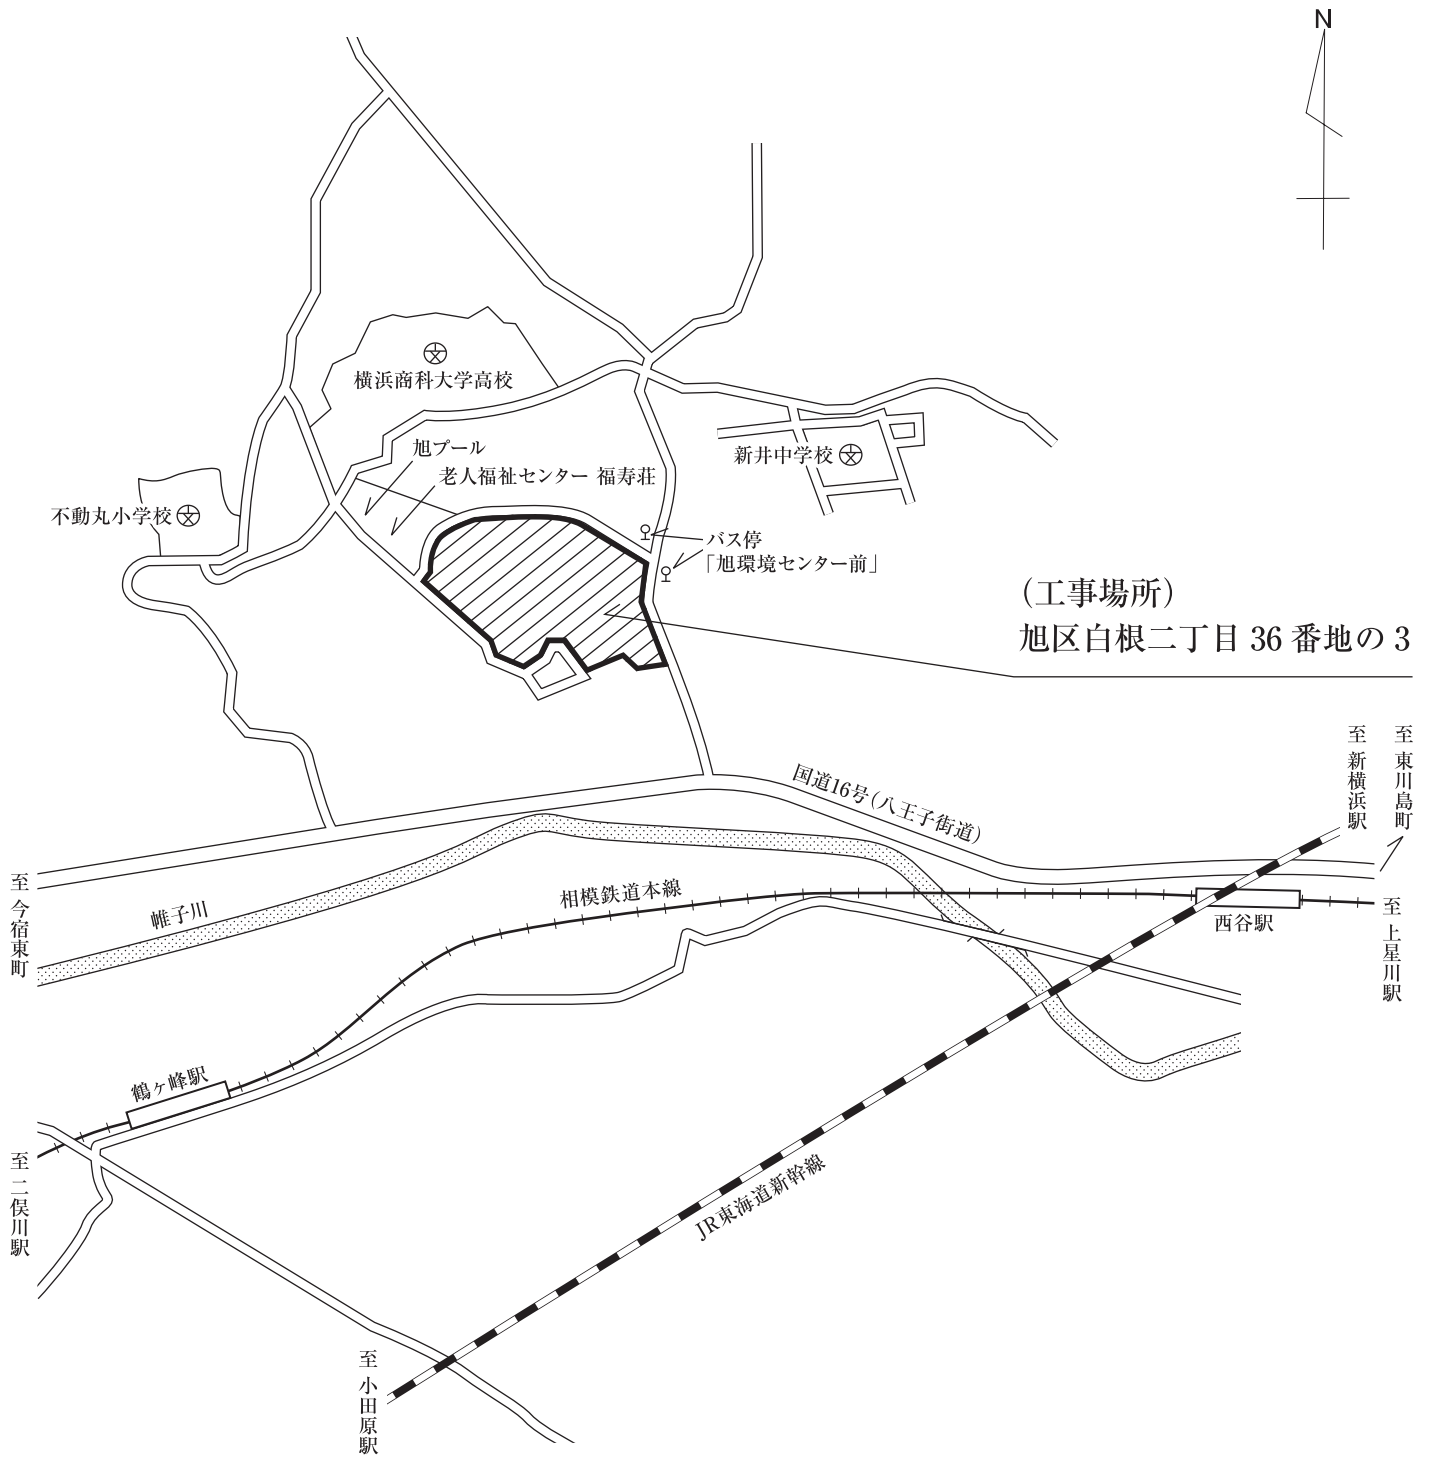 N
横浜商科大学高校
旭プール
老人福祉センター 福寿荘
新井中学校
不動丸小学校
バス停
「旭環境センター前」
(工事場所)
旭区白根二丁目 36 番地の 3
至 新横浜駅
至 東川島町
国道16号(八王子街道)
至 今宿東町
帷子川
相模鉄道本線
西谷駅
至 上星川駅
鶴ヶ峰駅
至 二俣川駅
JR東海道新幹線
至 小田原駅